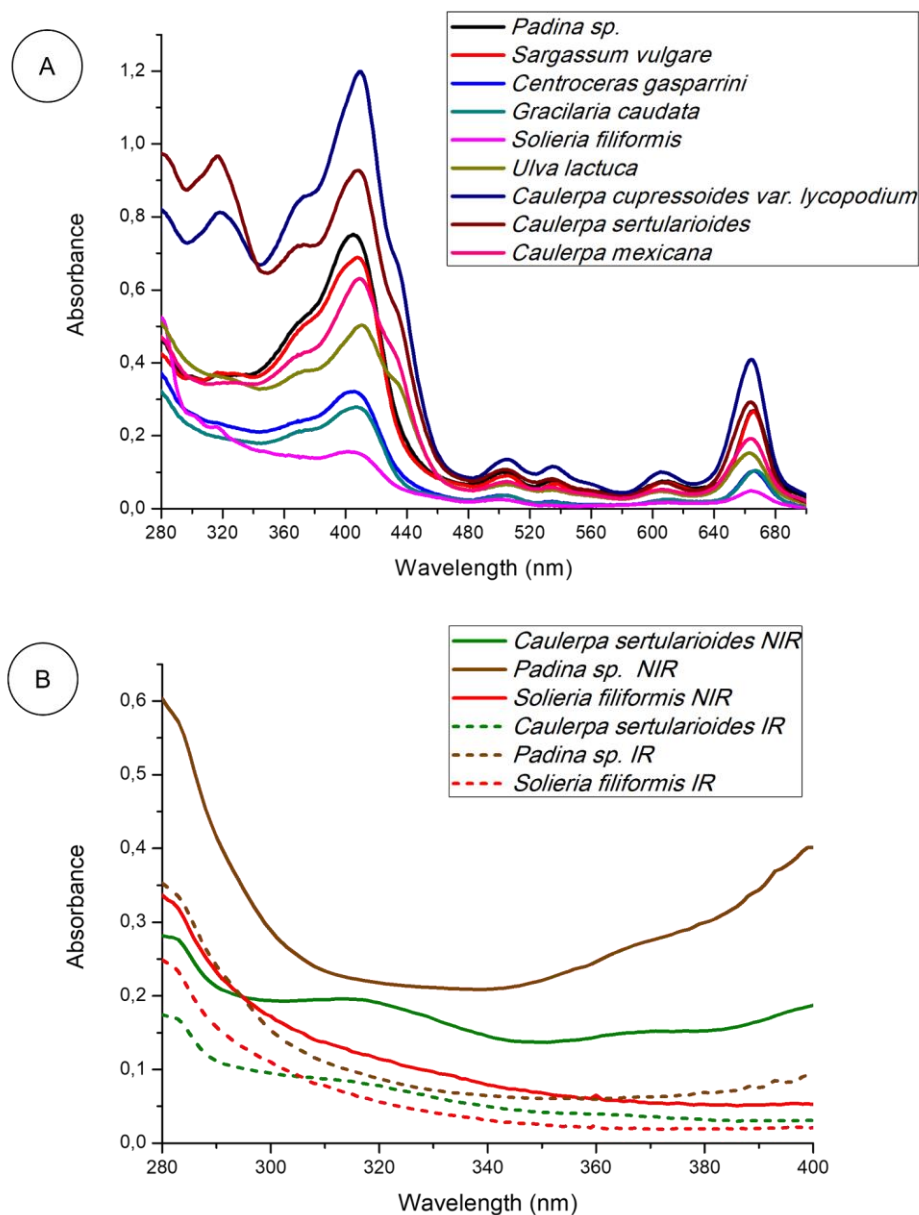 A
Padina sp.
Sargassum vulgare
Centroceras gasparrini
Gracilaria caudata
Solieria filiformis
Ulva lactuca
Caulerpa cupressoides var. lycopodium
Caulerpa sertularioides
Caulerpa mexicana
Absorbance
1,2
1,0
0,8
0,6
0,4
0,2
0,0
280 320 360 400 440 480 520 560 600 640 680
Wavelength (nm)
B
Caulerpa sertularioides NIR
Padina sp. NIR
Solieria filiformis NIR
Caulerpa sertularioides IR
Padina sp. IR
Solieria filiformis IR
Absorbance
0,6
0,5
0,4
0,3
0,2
0,1
0,0
280 300 320 340 360 380 400
Wavelength (nm)